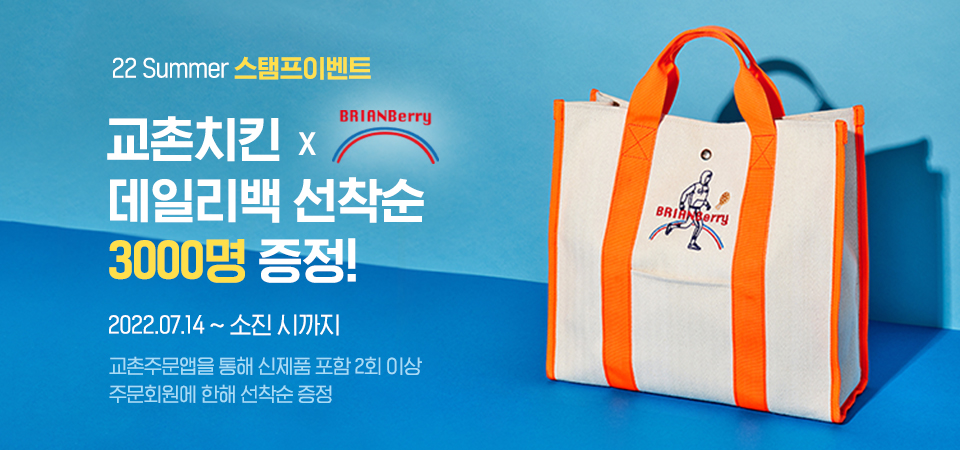 22 Summer 스탬프이벤트
교촌치킨 X BRIANBerry
데일리백 선착순
3000명 증정!
2022.07.14 ~ 소진 시까지
교촌주문앱을 통해 신제품 포함 2회 이상
주문회원에 한해 선착순 증정
BRIANBerry